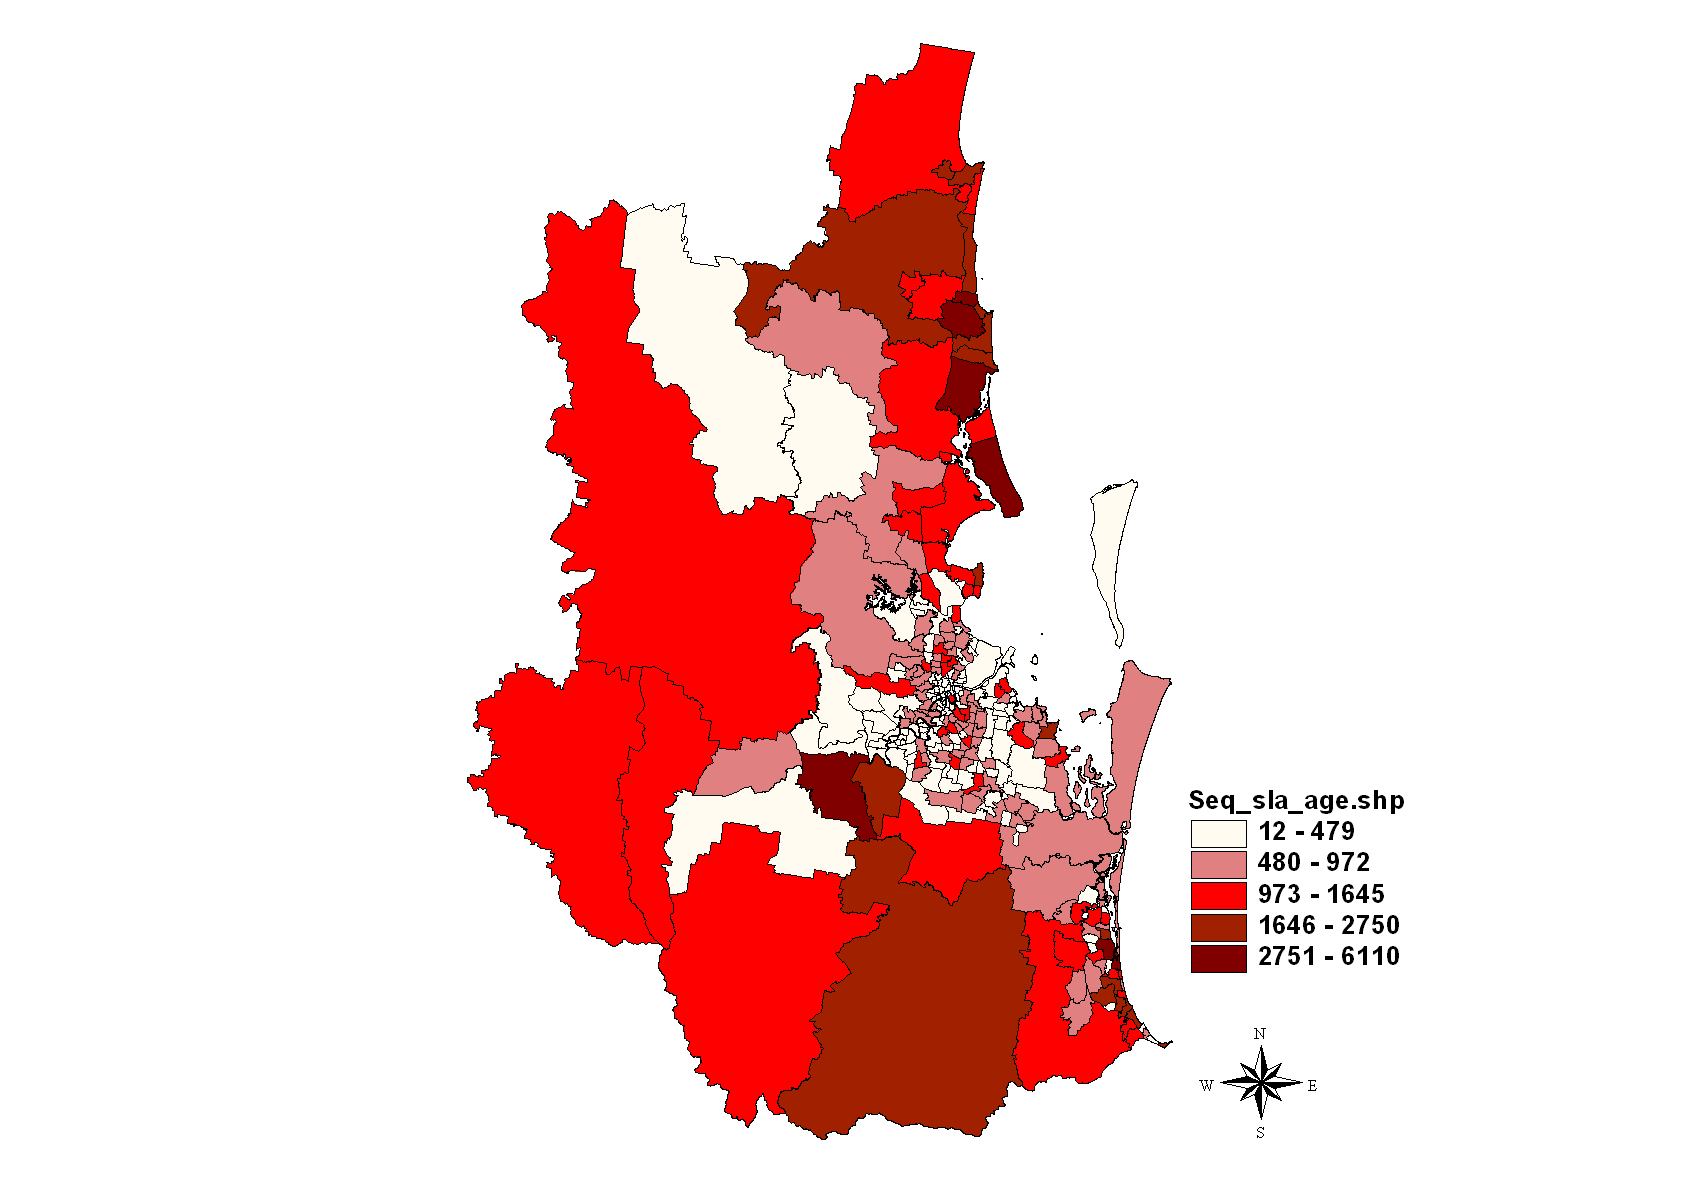 Seq_sla_age.shp
12 - 479
480 - 972
973 - 1645
1646 - 2750
2751 - 6110
N
W E
S